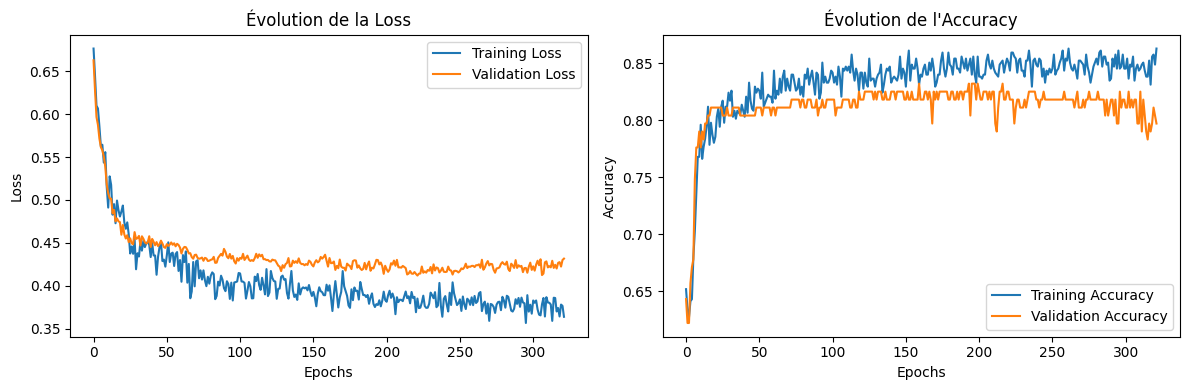 Évolution de la Loss
Training Loss
Validation Loss
0.65
0.60
0.55
0.50
0.45
0.40
0.35
Loss
0
50
100
150
200
250
300
Epochs
Évolution de l'Accuracy
0.85
0.80
0.75
0.70
0.65
Accuracy
Training Accuracy
Validation Accuracy
0
50
100
150
200
250
300
Epochs